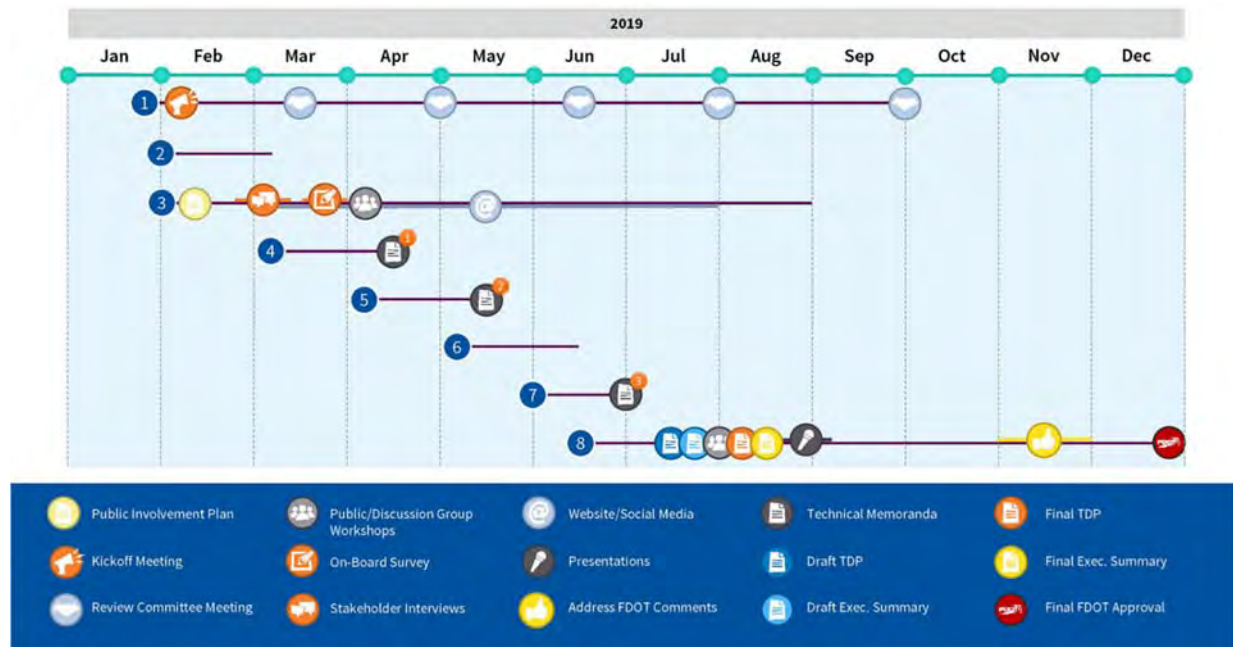 2019
Jan Feb Mar Apr May Jun Jul Aug Sep Oct Nov Dec
1
2
3
@
4
1
5
2
6
7
3
8
Public Involvement Plan
Public/Discussion Group
Workshops
@
Website/Social Media
Technical Memoranda
Final TDP
Kickoff Meeting
On-Board Survey
Presentations
Draft TDP
Final Exec. Summary
Review Committee Meeting
Stakeholder Interviews
Address FDOT Comments
Draft Exec. Summary
Final FDOT Approval